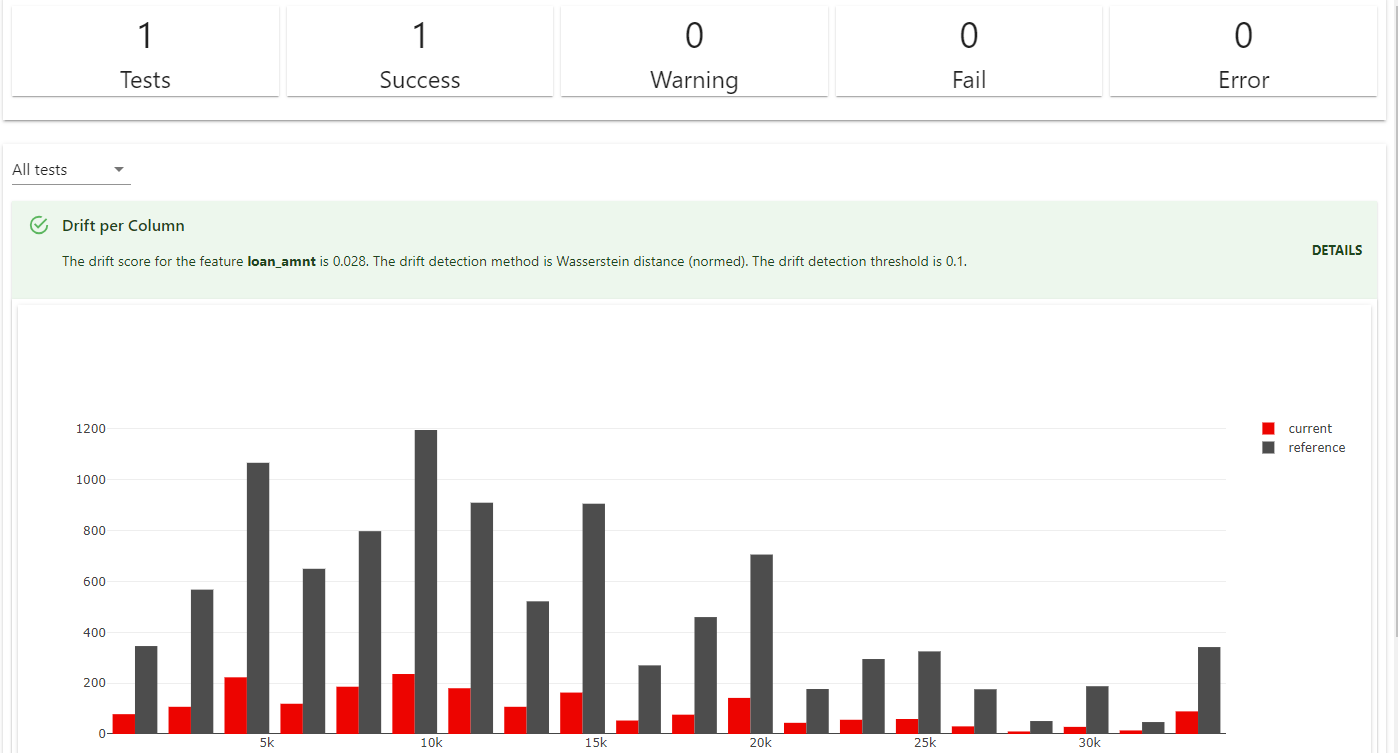 1
Tests
1
Success
0
Warning
0
Fail
0
Error
All tests
Drift per Column
The drift score for the feature loan_amnt is 0.028. The drift detection method is Wasserstein distance (normed). The drift detection threshold is 0.1.
DETAILS
current
reference
1200
1000
800
600
400
200
0
5k
10k
15k
20k
25k
30k